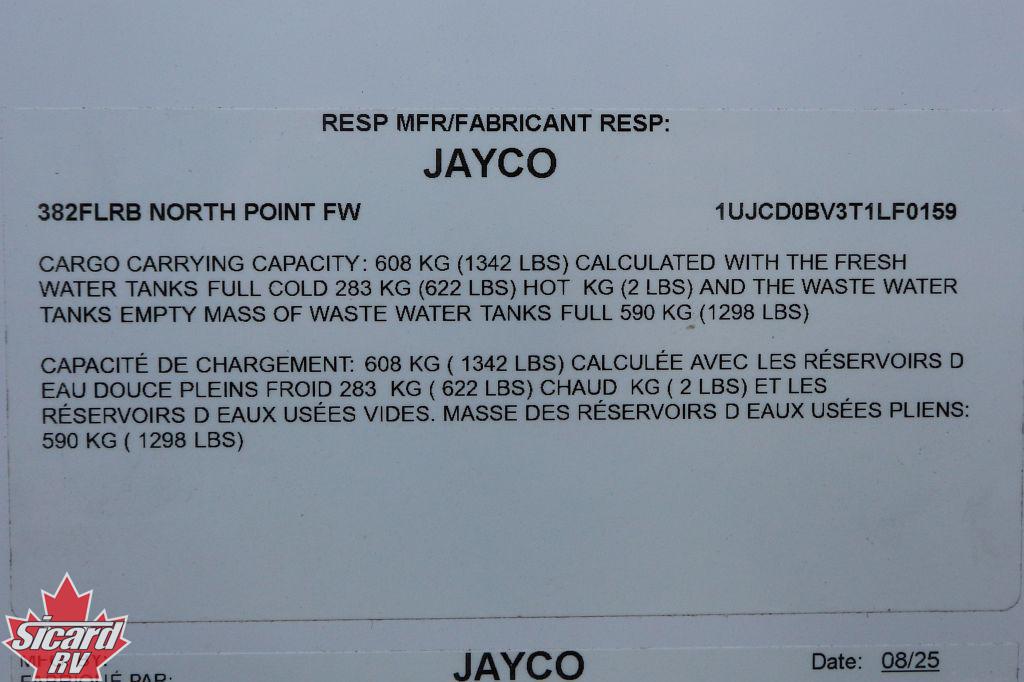 RESP MFR/FABRICANT RESP:
JAYCO
382FLRB NORTH POINT FW 1UJCD0BV3T1LF0159
CARGO CARRYING CAPACITY: 608 KG (1342 LBS) CALCULATED WITH THE FRESH
WATER TANKS FULL COLD 283 KG (622 LBS) HOT KG (2 LBS) AND THE WASTE WATER
TANKS EMPTY MASS OF WASTE WATER TANKS FULL 590 KG (1298 LBS)
CAPACITÉ DE CHARGEMENT: 608 KG ( 1342 LBS) CALCULÉE AVEC LES RÉSERVOIRS D
EAU DOUCE PLEINS FROID 283 KG ( 622 LBS) CHAUD KG ( 2 LBS) ET LES
RÉSERVOIRS D EAUX USÉES VIDES. MASSE DES RÉSERVOIRS D EAUX USÉES PLIENS:
590 KG ( 1298 LBS)
Sicard
RV
JAYCO Date: 08/25
PAR: